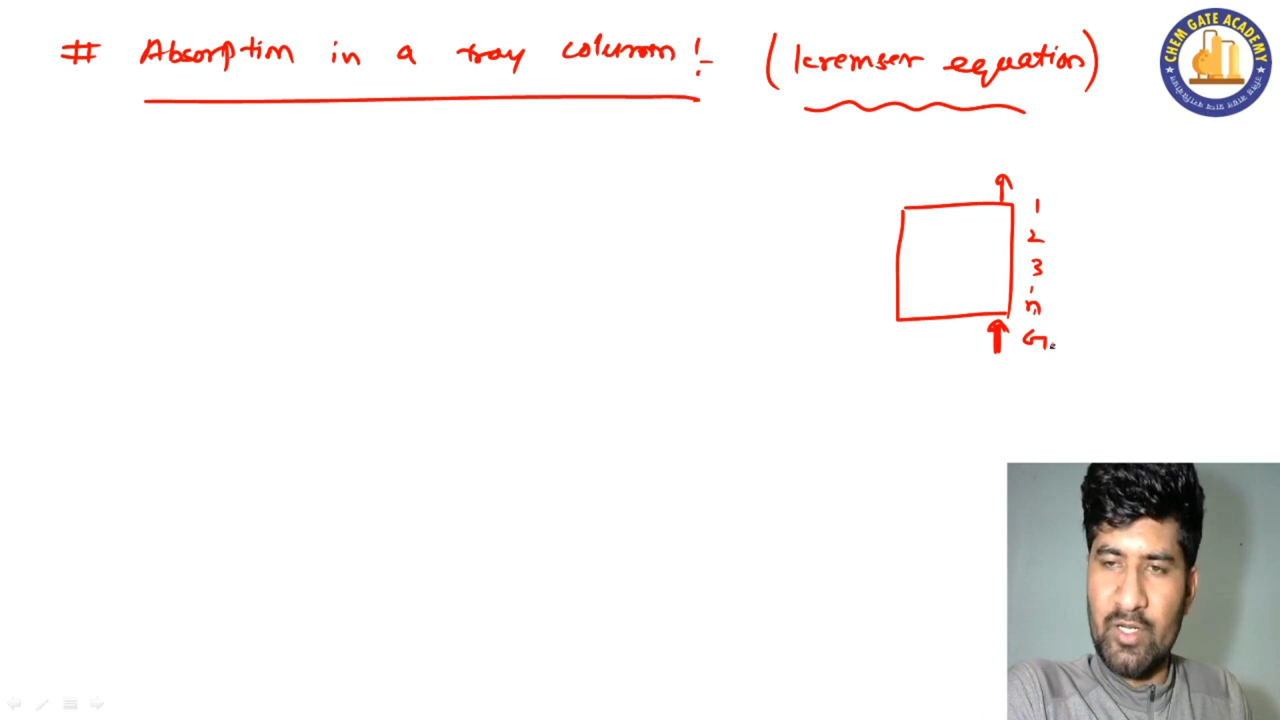 # Absorption in a tray column :- (kremser equation)
CHEM GATE ACADEMY
1
2
3
n
G